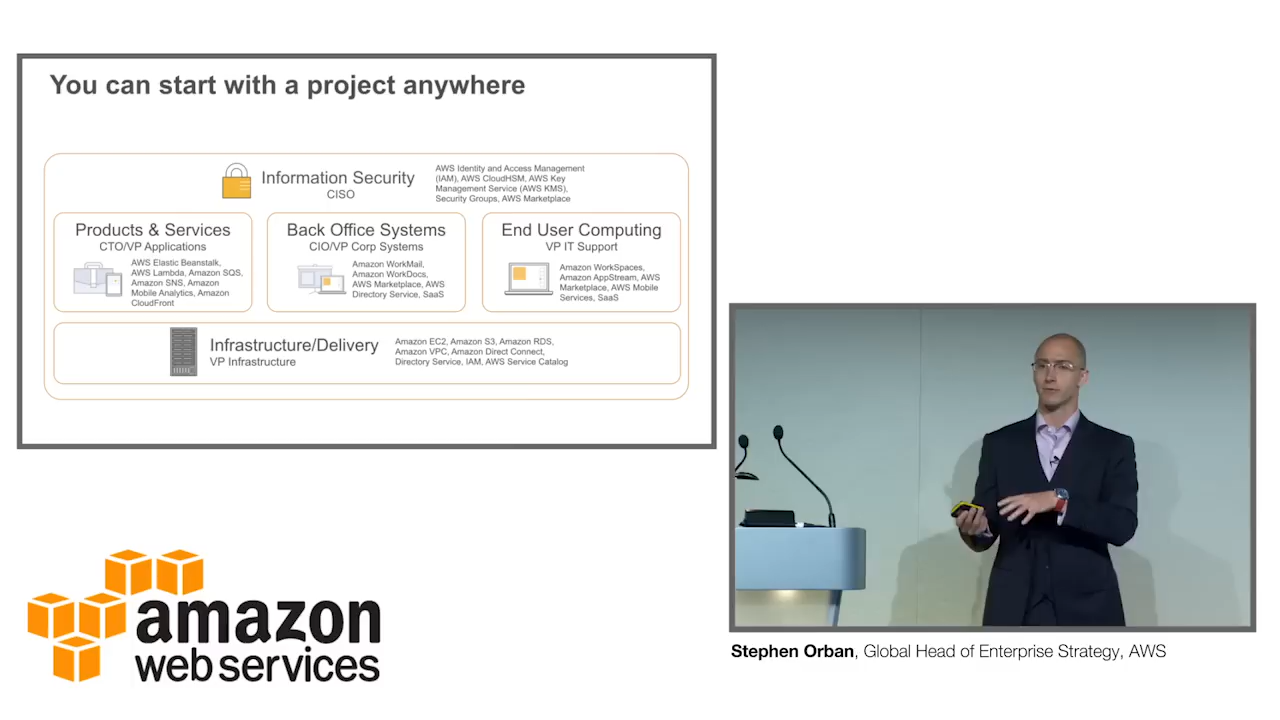 You can start with a project anywhere
Information Security
CISO
AWS Identity and Access Management
(IAM), AWS CloudHSM, AWS Key
Management Service (AWS KMS),
Security Groups, AWS Marketplace
Products & Services
CTO/VP Applications
AWS Elastic Beanstalk,
AWS Lambda, Amazon SQS,
Amazon SNS, Amazon
Mobile Analytics, Amazon
CloudFront
Back Office Systems
CIO/VP Corp Systems
Amazon WorkMail,
Amazon WorkDocs,
AWS Marketplace, AWS
Directory Service, SaaS
End User Computing
VP IT Support
Amazon WorkSpaces,
Amazon AppStream, AWS
Marketplace, AWS Mobile
Services, SaaS
Infrastructure/Delivery
VP Infrastructure
Amazon EC2, Amazon S3, Amazon RDS,
Amazon VPC, Amazon Direct Connect,
Directory Service, IAM, AWS Service Catalog
amazon
web services
Stephen Orban, Global Head of Enterprise Strategy, AWS